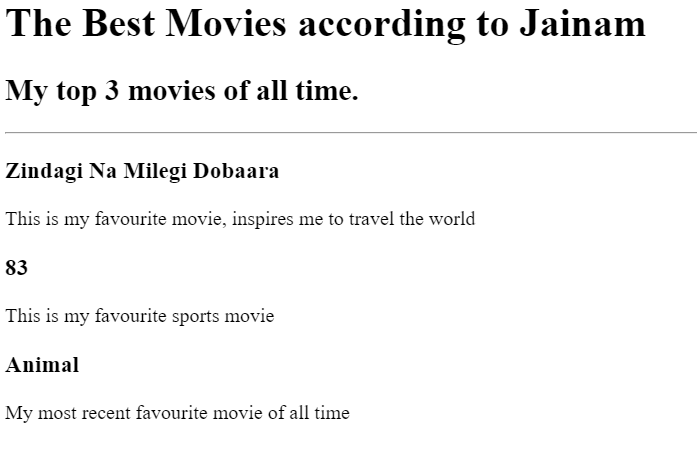 The Best Movies according to Jainam
My top 3 movies of all time.
Zindagi Na Milegi Dobaara
This is my favourite movie, inspires me to travel the world
83
This is my favourite sports movie
Animal
My most recent favourite movie of all time